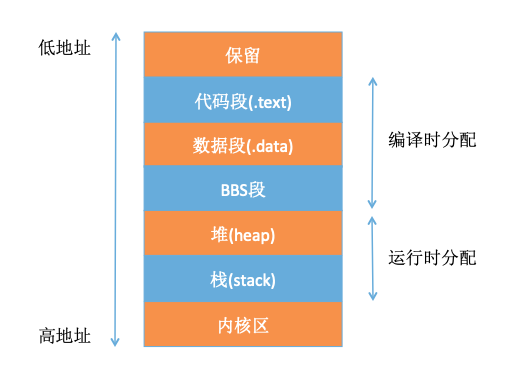 低地址
保留
代码段(.text)
数据段(.data)
编译时分配
BBS段
堆(heap)
运行时分配
栈(stack)
内核区
高地址